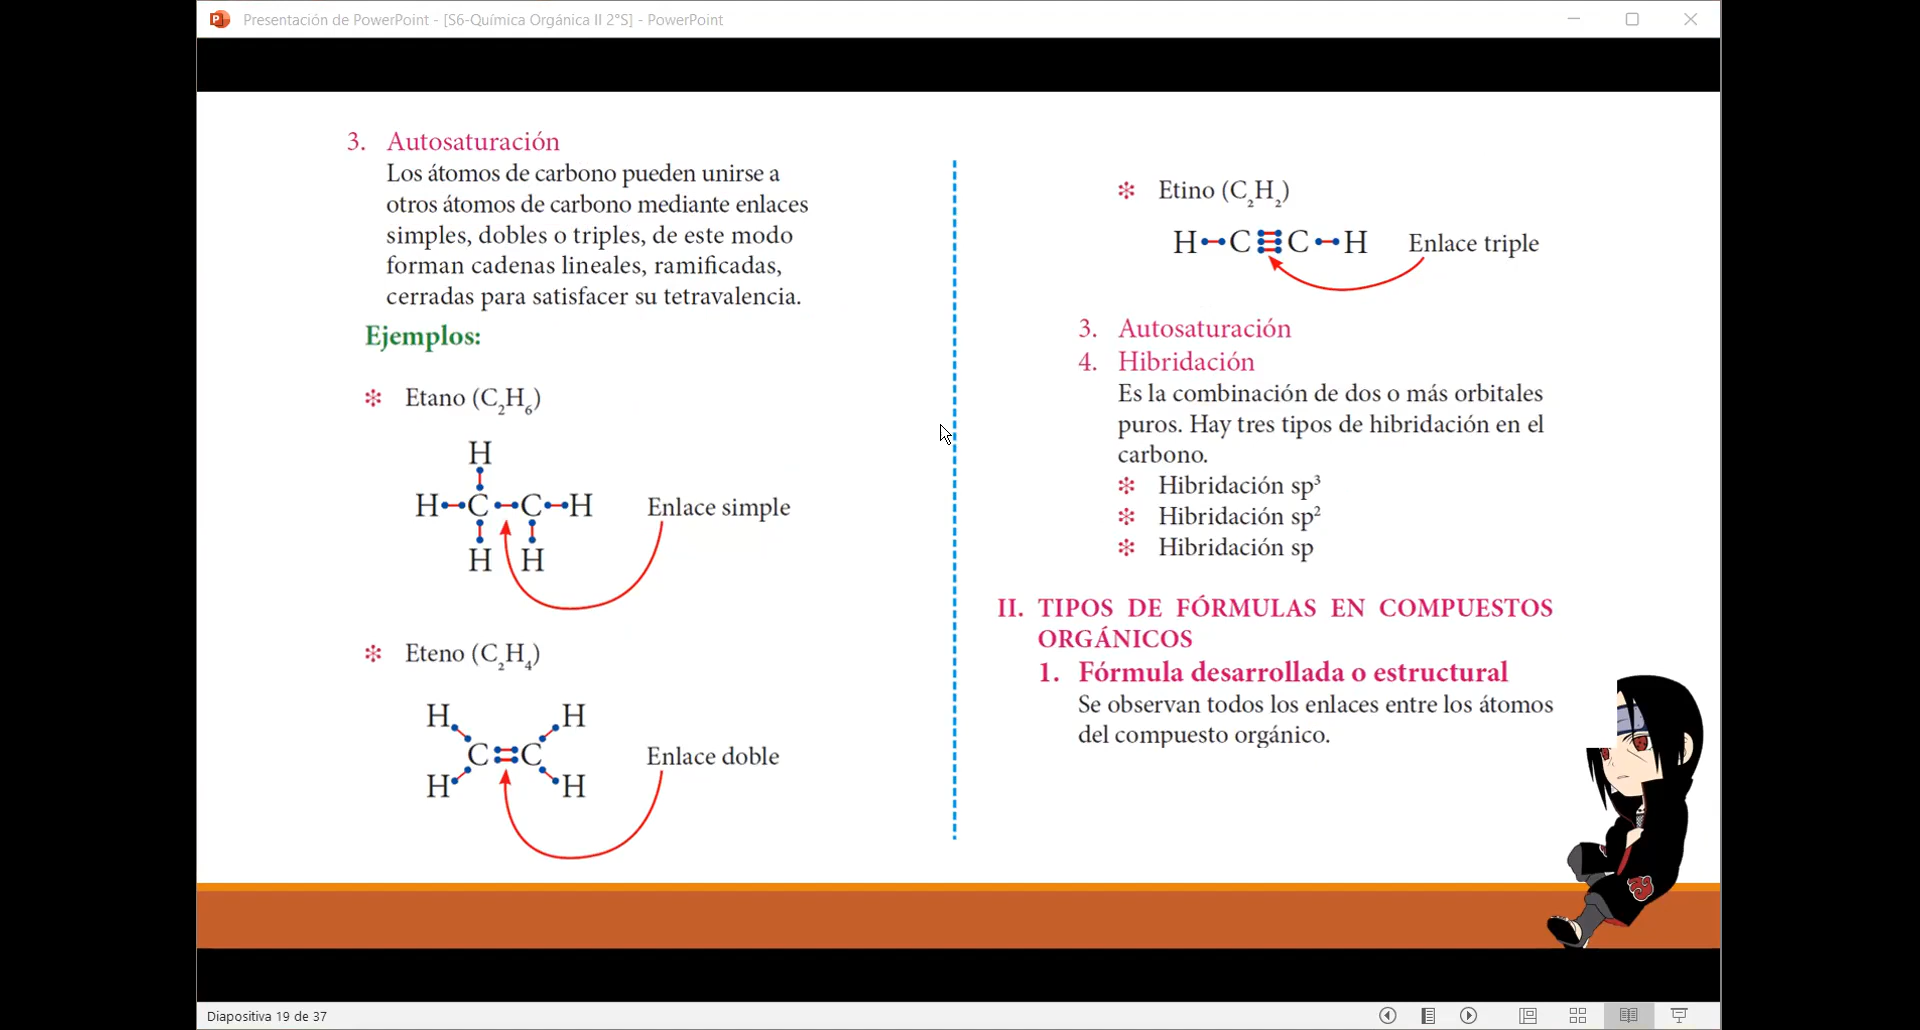 Presentación de PowerPoint - [S6-Química Orgánica II 2°S] - PowerPoint
3. Autosaturación
Los átomos de carbono pueden unirse a
otros átomos de carbono mediante enlaces
simples, dobles o triples, de este modo
forman cadenas lineales, ramificadas,
cerradas para satisfacer su tetravalencia.
Ejemplos:
Etano (C₂H₆)
H
H C C H Enlace simple
H H
Eteno (C₂H₄)
H H
C C Enlace doble
H H
Etino (C₂H₂)
H C C H Enlace triple
3. Autosaturación
4. Hibridación
Es la combinación de dos o más orbitales
puros. Hay tres tipos de hibridación en el
carbono.
Hibridación sp³
Hibridación sp²
Hibridación sp
II. TIPOS DE FÓRMULAS EN COMPUESTOS
ORGÁNICOS
1. Fórmula desarrollada o estructural
Se observan todos los enlaces entre los átomos
del compuesto orgánico.
Diapositiva 19 de 37